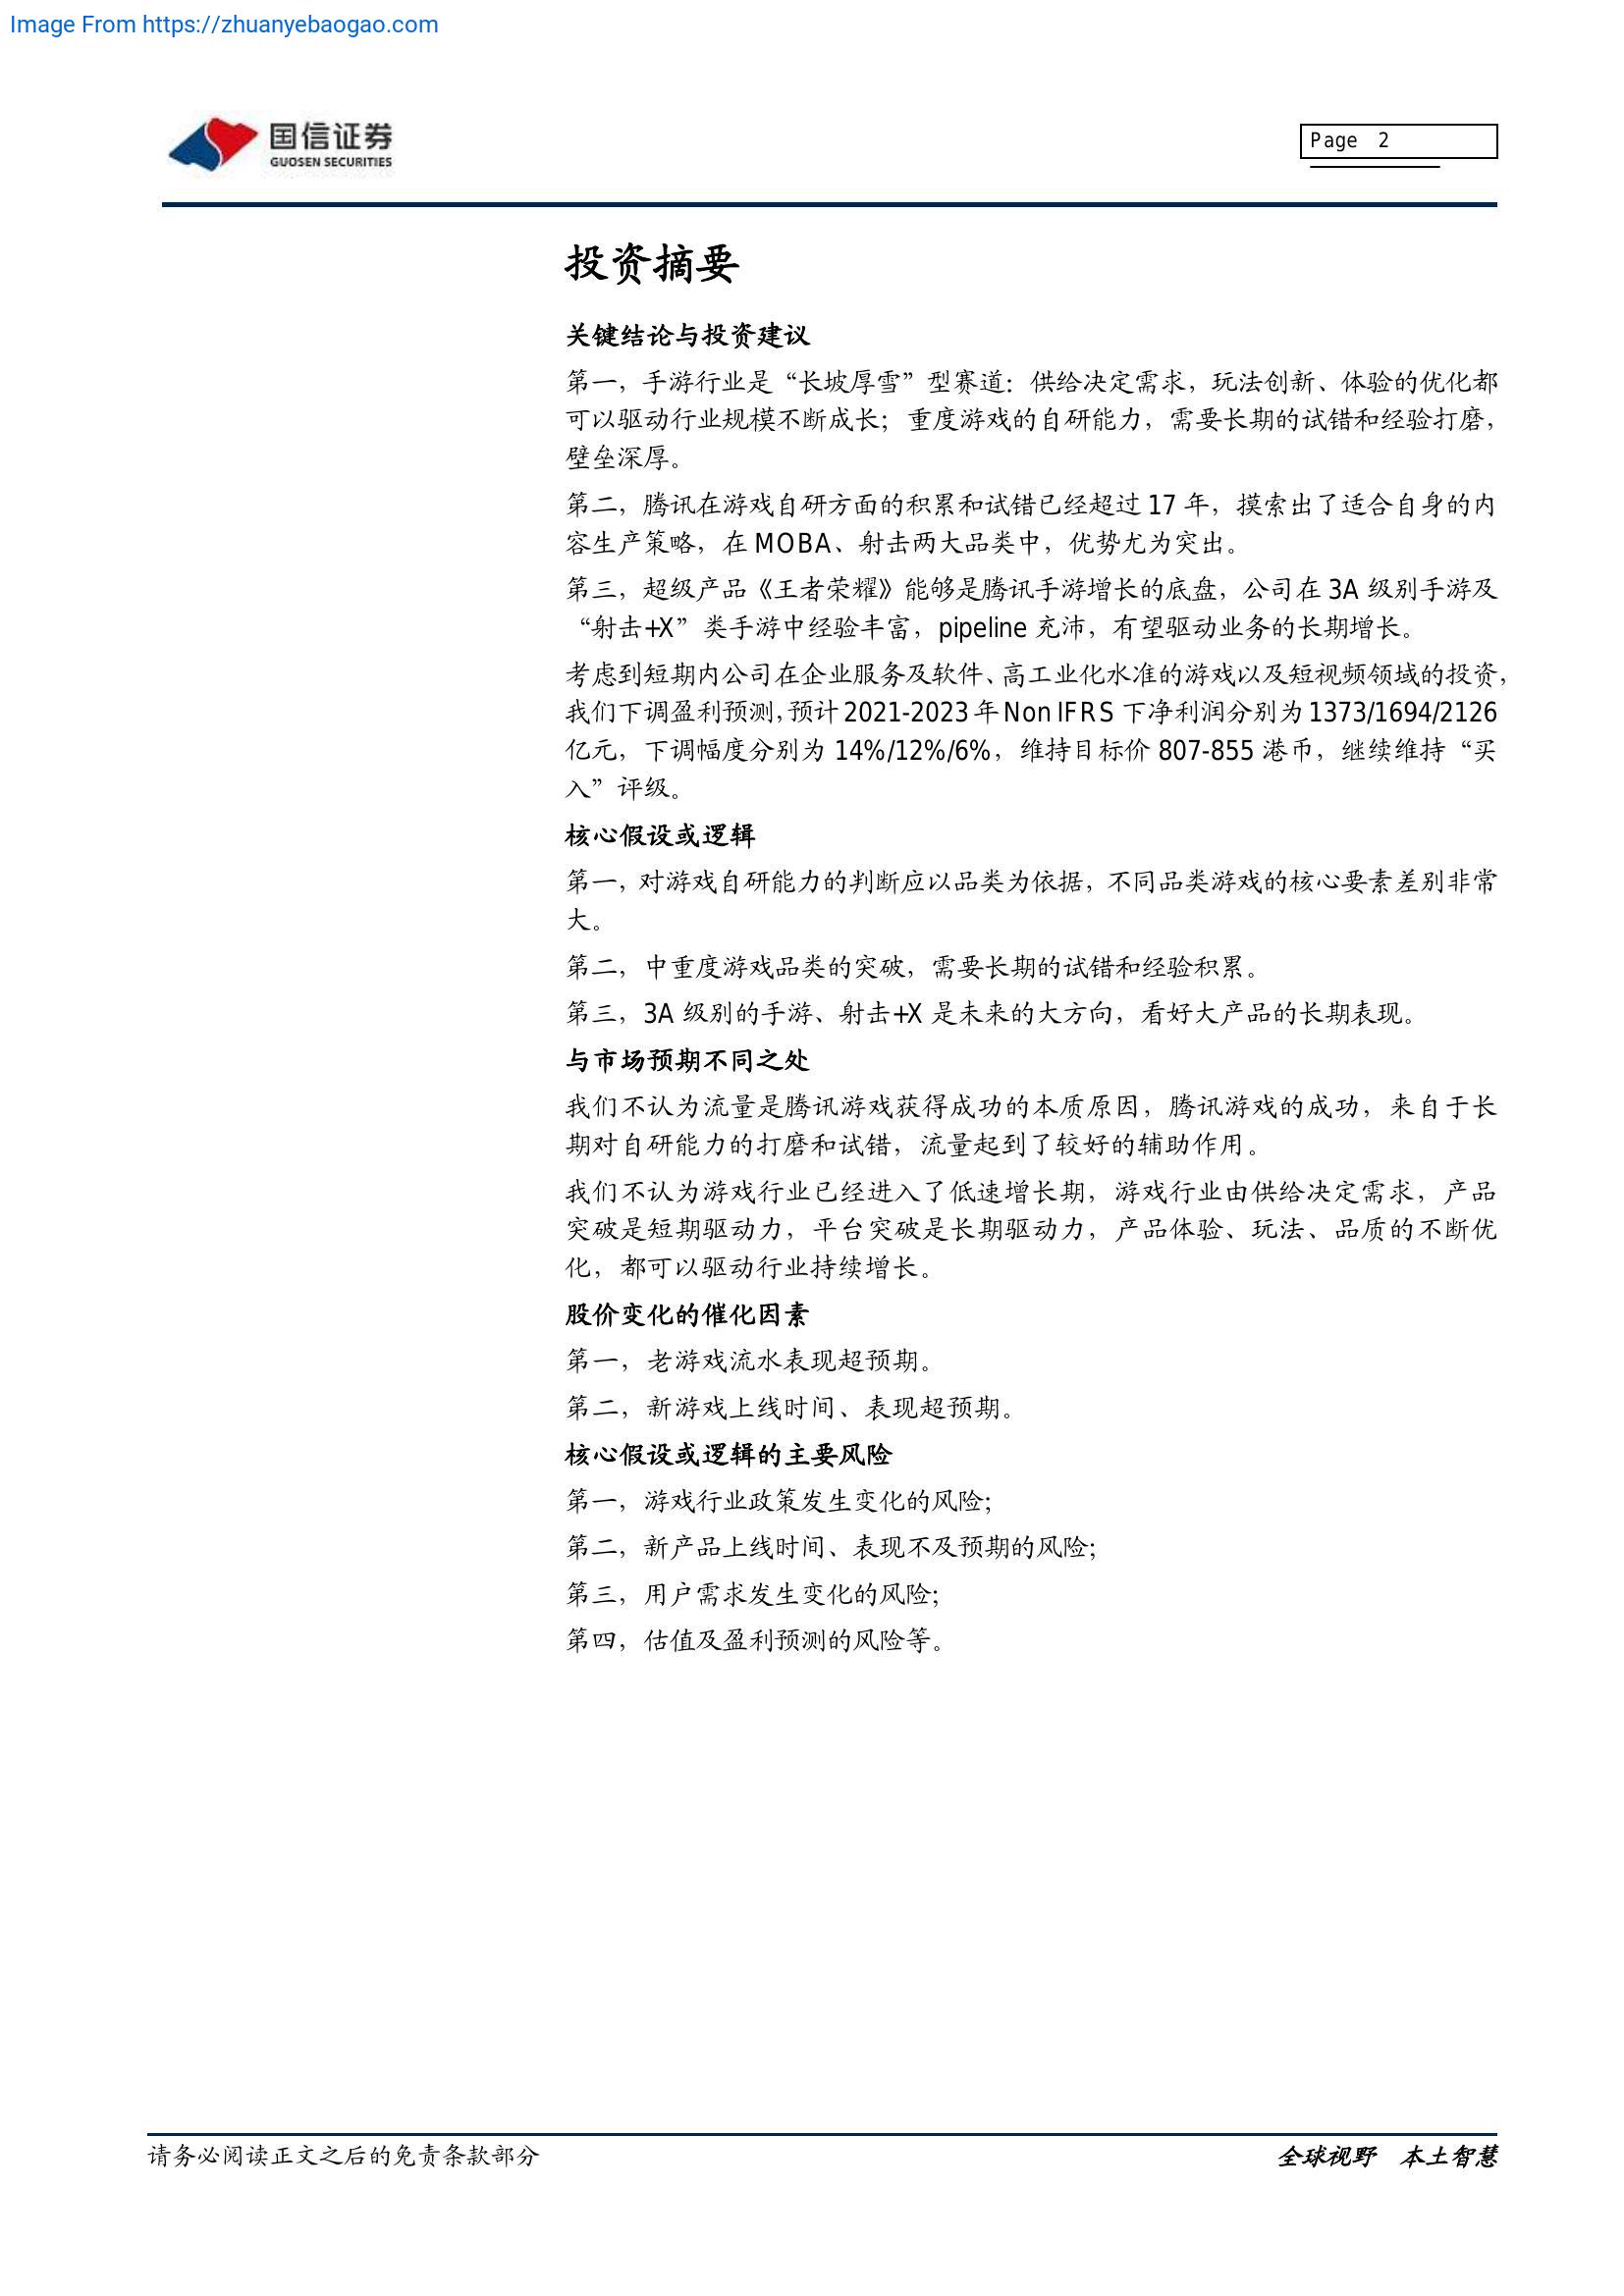 Image From https://zhuanyebaogao.com
国信证券
GUOSEN SECURITIES
Page 2
投资摘要
关键结论与投资建议
第一，手游行业是“长坡厚雪”型赛道：供给决定需求，玩法创新、体验的优化都
可以驱动行业规模不断成长；重度游戏的自研能力，需要长期的试错和经验打磨，
壁垒深厚。
第二，腾讯在游戏自研方面的积累和试错已经超过 17 年，摸索出了适合自身的内
容生产策略，在 MOBA、射击两大品类中，优势尤为突出。
第三，超级产品《王者荣耀》能够是腾讯手游增长的底盘，公司在 3A 级别手游及
“射击+X”类手游中经验丰富，pipeline 充沛，有望驱动业务的长期增长。
考虑到短期内公司在企业服务及软件、高工业化水准的游戏以及短视频领域的投资，
我们下调盈利预测，预计 2021-2023 年 Non IFRS 下净利润分别为 1373/1694/2126
亿元，下调幅度分别为 14%/12%/6%，维持目标价 807-855 港币，继续维持“买
入”评级。
核心假设或逻辑
第一，对游戏自研能力的判断应以品类为依据，不同品类游戏的核心要素差别非常
大。
第二，中重度游戏品类的突破，需要长期的试错和经验积累。
第三，3A 级别的手游、射击+X 是未来的大方向，看好大产品的长期表现。
与市场预期不同之处
我们不认为流量是腾讯游戏获得成功的本质原因，腾讯游戏的成功，来自于长
期对自研能力的打磨和试错，流量起到了较好的辅助作用。
我们不认为游戏行业已经进入了低速增长期，游戏行业由供给决定需求，产品
突破是短期驱动力，平台突破是长期驱动力，产品体验、玩法、品质的不断优
化，都可以驱动行业持续增长。
股价变化的催化因素
第一，老游戏流水表现超预期。
第二，新游戏上线时间、表现超预期。
核心假设或逻辑的主要风险
第一，游戏行业政策发生变化的风险；
第二，新产品上线时间、表现不及预期的风险；
第三，用户需求发生变化的风险；
第四，估值及盈利预测的风险等。
请务必阅读正文之后的免责条款部分
全球视野 本土智慧